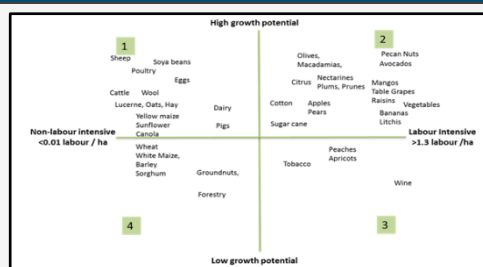 High growth potential
1
2
Sheep
Soya beans
Poultry
Eggs
Cattle Wool
Lucerne, Oats, Hay
Yellow maize
Sunflower
Canola
Dairy
Pigs
Olives,
Macadamias,
Pecan Nuts
Avocados
Citrus
Nectarines
Plums, Prunes
Mangos
Table Grapes
Raisins
Vegetables
Cotton
Apples
Pears
Bananas
Litchis
Sugar cane
Non-labour intensive
<0.01 labour / ha
Labour Intensive
>1.3 labour /ha
Wheat
White Maize,
Barley
Sorghum
Groundnuts,
Forestry
Tobacco
Peaches
Apricots
Wine
4
3
Low growth potential